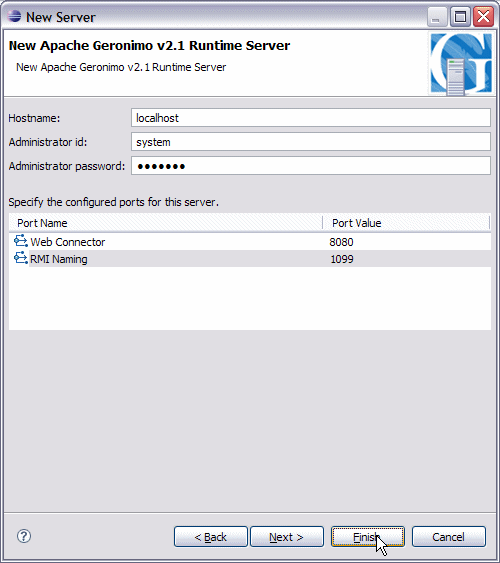 New Server
New Apache Geronimo v2.1 Runtime Server
New Apache Geronimo v2.1 Runtime Server
Hostname: localhost
Administrator id: system
Administrator password: ●●●●●●●
Specify the configured ports for this server.
Port Name Port Value
Web Connector 8080
RMI Naming 1099
? < Back Next > Finish Cancel